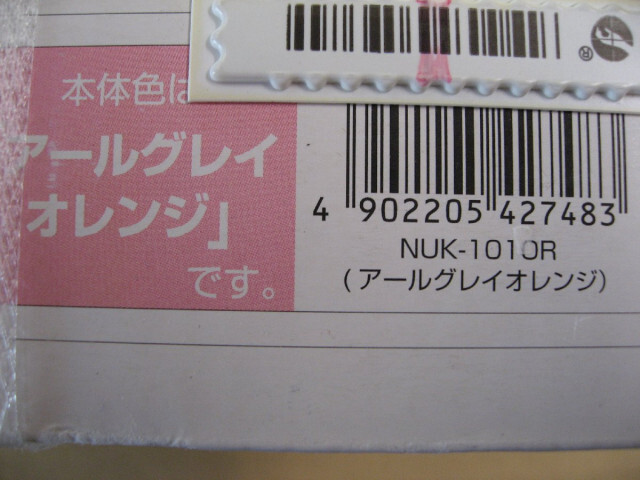 ®
本体色は
アールグレイ
オレンジ」
です。
4 902205 427483
NUK-1010R
(アールグレイオレンジ)